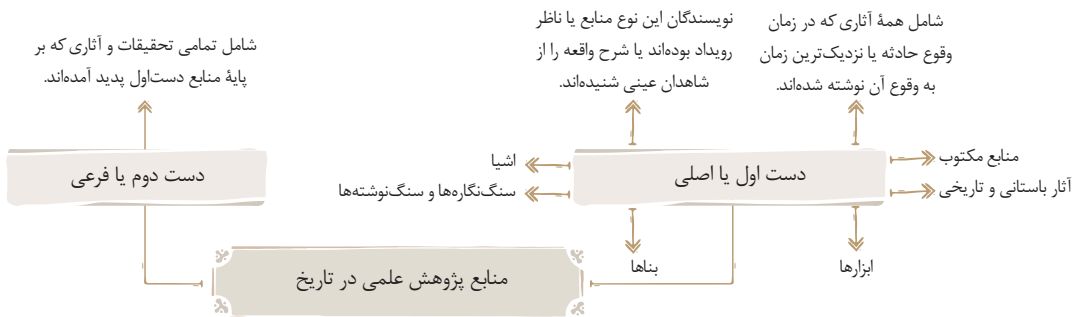 شامل همهٔ آثاری که در زمان
وقوع حادثه یا نزدیک‌ترین زمان
به وقوع آن نوشته شده‌اند.
نویسندگان این نوع منابع یا ناظر
رویداد بوده‌اند یا شرح واقعه را از
شاهدان عینی شنیده‌اند.
شامل تمامی تحقیقات و آثاری که بر
پایهٔ منابع دست‌اول پدید آمده‌اند.
منابع مکتوب
آثار باستانی و تاریخی
دست اول یا اصلی
اشیا
سنگ‌نگاره‌ها و سنگ‌نوشته‌ها
دست دوم یا فرعی
ابزارها
بناها
منابع پژوهش علمی در تاریخ